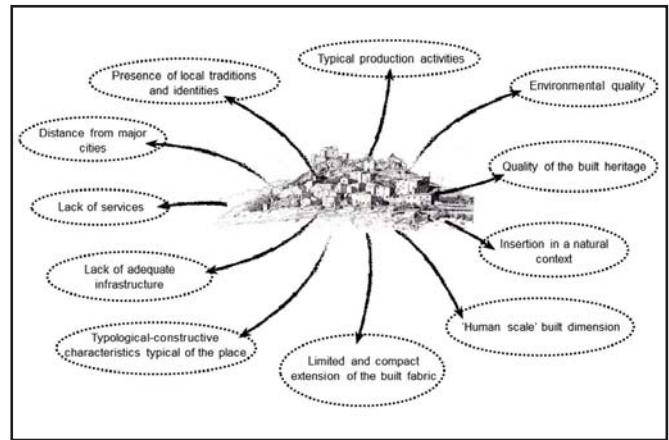 Typical production activities
Presence of local traditions
and identities
Environmental quality
Distance from major
cities
Quality of the built heritage
Lack of services
Insertion in a natural
context
Lack of adequate
infrastructure
'Human scale' built dimension
Typological-constructive
characteristics typical of the place
Limited and compact
extension of the built fabric